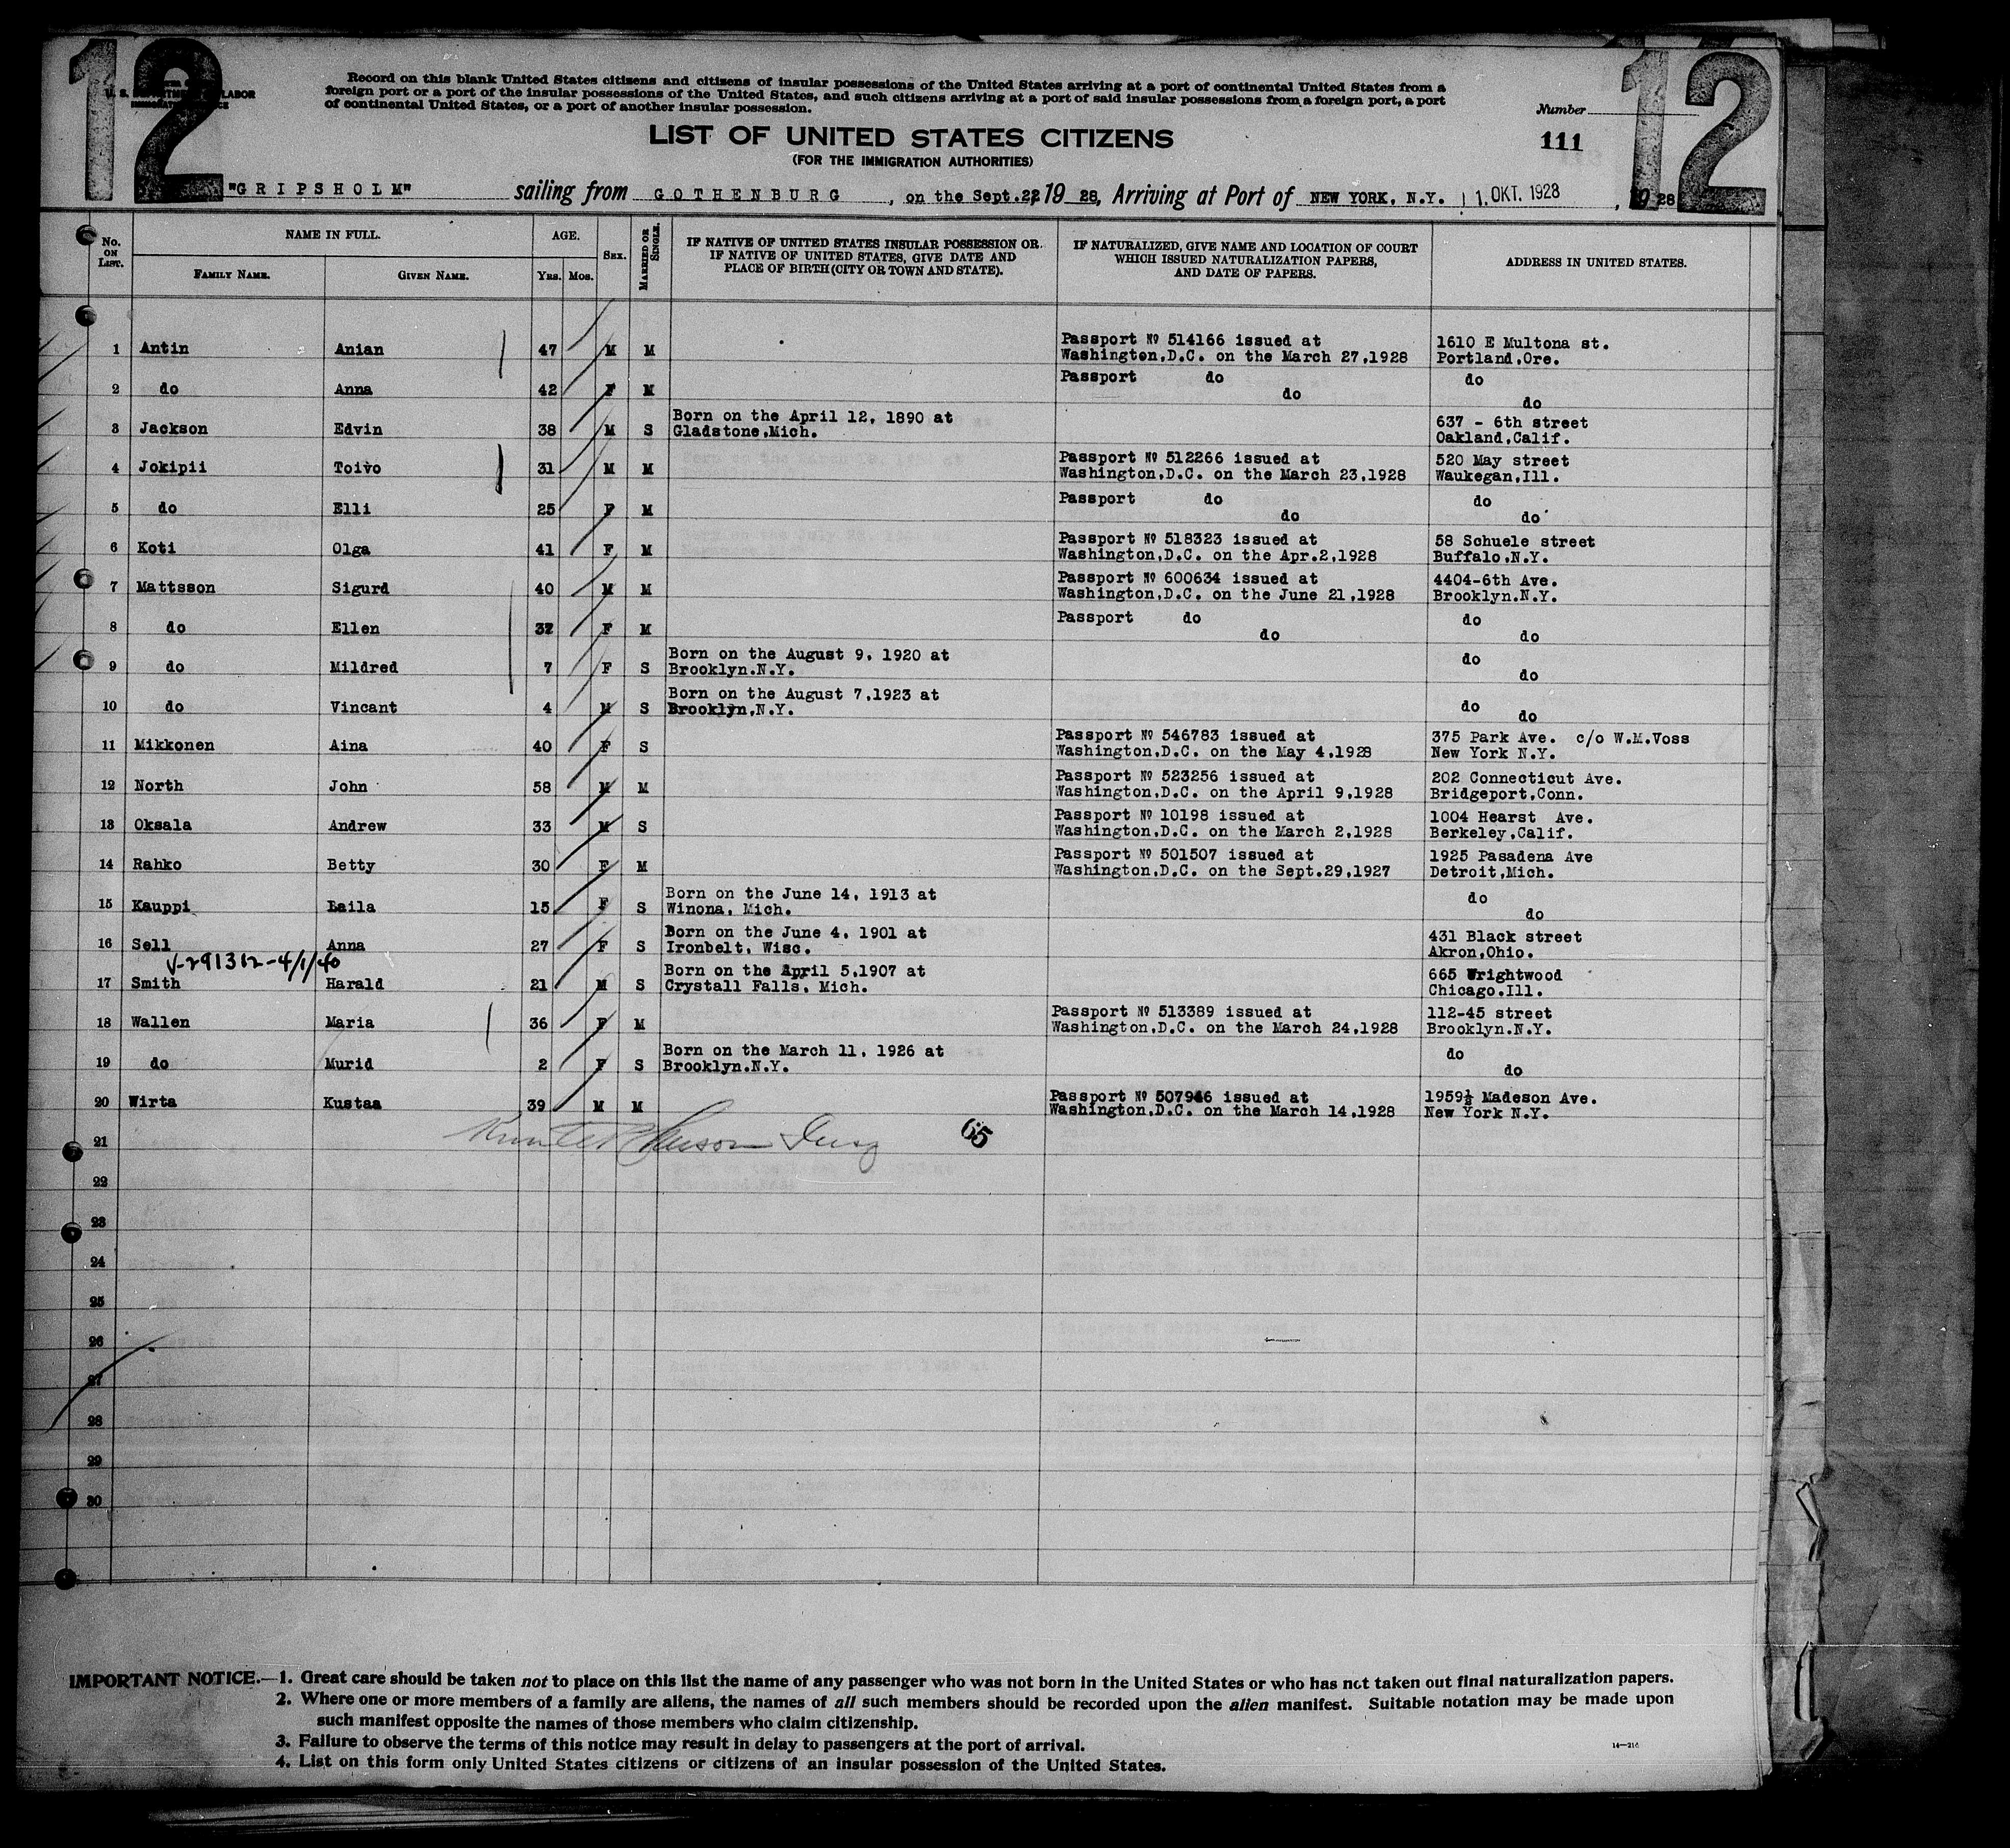 12
12
U. S. DEPARTMENT OF LABOR
IMMIGRATION SERVICE
Record on this blank United States citizens and citizens of insular possessions of the United States arriving at a port of continental United States from a
foreign port or a port of the insular possessions of the United States, and such citizens arriving at a port of said insular possessions from a foreign port, a port
of continental United States, or a port of another insular possession.
Number
111
LIST OF UNITED STATES CITIZENS
(FOR THE IMMIGRATION AUTHORITIES)
"GRIPSHOLM" sailing from GOTHENBURG, on the Sept.22, 1928, Arriving at Port of NEW YORK, N.Y. 1. OKT. 1928, 1928
No. ON LIST. NAME IN FULL. AGE. SEX. MARRIED OR SINGLE. IF NATIVE OF UNITED STATES INSULAR POSSESSION OR IF NATIVE OF UNITED STATES, GIVE DATE AND PLACE OF BIRTH (CITY OR TOWN AND STATE). IF NATURALIZED, GIVE NAME AND LOCATION OF COURT WHICH ISSUED NATURALIZATION PAPERS, AND DATE OF PAPERS. ADDRESS IN UNITED STATES.
FAMILY NAME. GIVEN NAME. YRS. MOS.
1 Antin Anian 47 M M Passport Nº 514166 issued at Washington,D.C. on the March 27,1928 1610 E Multona st. Portland,Ore.
2 do Anna 42 F M Passport do do do do
3 Jackson Edvin 38 M S Born on the April 12, 1890 at Gladstone,Mich. 637 - 6th street Oakland,Calif.
4 Jokipii Toivo 31 M M Passport Nº 512266 issued at Washington,D.C. on the March 23,1928 520 May street Waukegan,Ill.
5 do Elli 25 F M Passport do do do do
6 Koti Olga 41 F M Passport Nº 518323 issued at Washington,D.C. on the Apr.2,1928 58 Schuele street Buffalo,N.Y.
7 Mattsson Sigurd 40 M M Passport Nº 600634 issued at Washington,D.C. on the June 21,1928 4404-6th Ave. Brooklyn.N.Y.
8 do Ellen F M Passport do do do do
9 do Mildred 7 F S Born on the August 9, 1920 at Brooklyn.N.Y. do do
10 do Vincant 4 M S Born on the August 7,1923 at Brooklyn,N.Y. do do
11 Mikkonen Aina 40 F S Passport Nº 546783 issued at Washington,D.C. on the May 4,1928 375 Park Ave. c/o W.M.Voss New York N.Y.
12 North John 58 M M Passport Nº 523256 issued at Washington,D.C. on the April 9,1928 202 Connecticut Ave. Bridgeport,Conn.
13 Oksala Andrew 33 M S Passport Nº 10198 issued at Washington,D.C. on the March 2,1928 1004 Hearst Ave. Berkeley,Calif.
14 Rahko Betty 30 F M Passport Nº 501507 issued at Washington,D.C. on the Sept.29,1927 1925 Pasadena Ave Detroit,Mich.
15 Kauppi Laila 15 F S Born on the June 14, 1913 at Winona, Mich. do do
16 Sell Anna 27 F S Born on the June 4, 1901 at Ironbelt, Wisc. 431 Black street Akron,Ohio.
V-291312-4/1/40
17 Smith Harald 21 M S Born on the April 5,1907 at Crystall Falls, Mich. 665 Wrightwood Chicago.Ill.
18 Wallen Maria 36 F M Passport Nº 513389 issued at Washington,D.C. on the March 24,1928 112-45 street Brooklyn.N.Y.
19 do Murid 2 F S Born on the March 11, 1926 at Brooklyn.N.Y. do do
20 Wirta Kustaa 39 M M Passport Nº 507946 issued at Washington,D.C. on the March 14,1928 1959½ Madeson Ave. New York N.Y.
65
21
22
23
24
25
26
27
28
29
30
IMPORTANT NOTICE.—1. Great care should be taken not to place on this list the name of any passenger who was not born in the United States or who has not taken out final naturalization papers.
2. Where one or more members of a family are aliens, the names of all such members should be recorded upon the alien manifest. Suitable notation may be made upon
such manifest opposite the names of those members who claim citizenship.
3. Failure to observe the terms of this notice may result in delay to passengers at the port of arrival.
4. List on this form only United States citizens or citizens of an insular possession of the United States.